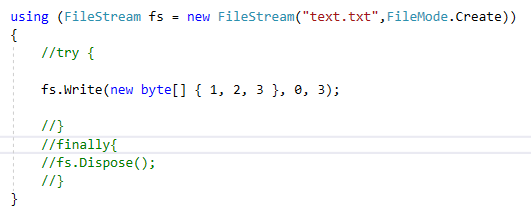 using (FileStream fs = new FileStream("text.txt",FileMode.Create))
{
//try {
fs.Write(new byte[] { 1, 2, 3 }, 0, 3);
//}
//finally{
//fs.Dispose();
//}
}